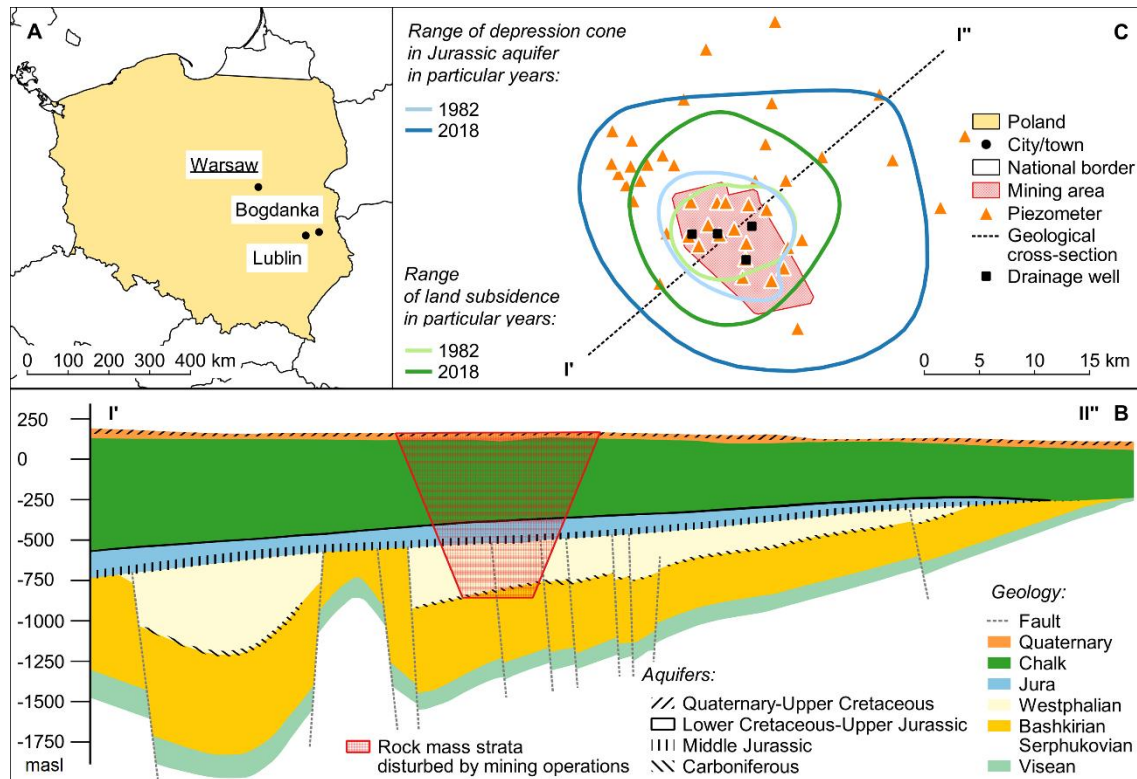 A
Warsaw
Bogdanka
Lublin
0 100 200 300 400 km
Range of depression cone
in Jurassic aquifer
in particular years:
1982
2018
Range
of land subsidence
in particular years:
1982
2018
I'
I"
C
Poland
City/town
National border
Mining area
Piezometer
Geological
cross-section
Drainage well
0 5 10 15 km
I'
II"
B
250
0
-250
-500
-750
-1000
-1250
-1500
-1750
masl
Rock mass strata
disturbed by mining operations
Aquifers:
Quaternary-Upper Cretaceous
Lower Cretaceous-Upper Jurassic
Middle Jurassic
Carboniferous
Geology:
Fault
Quaternary
Chalk
Jura
Westphalian
Bashkirian
Serphukovian
Visean